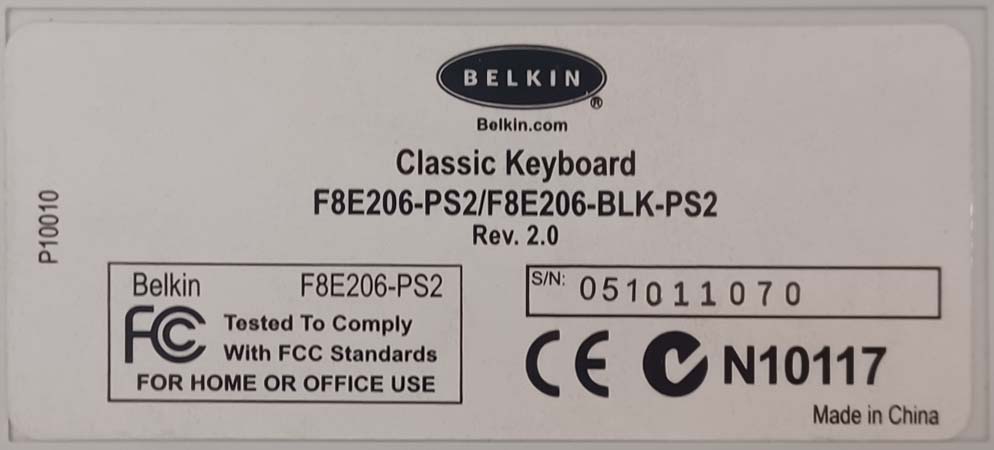 BELKIN®
Belkin.com
Classic Keyboard
F8E206-PS2/F8E206-BLK-PS2
Rev. 2.0
P10010
Belkin F8E206-PS2
FC Tested To Comply
With FCC Standards
FOR HOME OR OFFICE USE
S/N: 051011070
CE N10117
Made in China